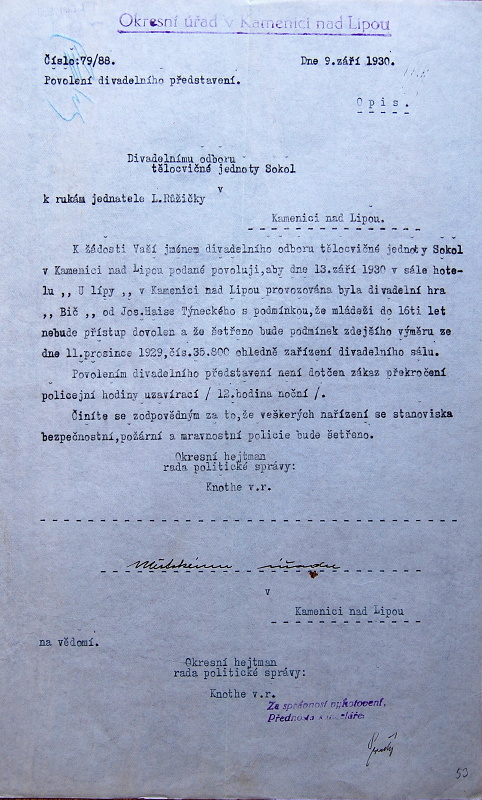 Okresní úřad v Kamenici nad Lipou
Číslo:79/88. Dne 9.září 1930.
Povolení divadelního představení.
Opis.
Divadelnímu odboru
tělocvičné jednoty Sokol
v
k rukám jednatele L.Růžičky
Kamenici nad Lipou.
K žádosti Vaší jménem divadelního odboru tělocvičné jednoty Sokol
v Kamenici nad Lipou podané povoluji,aby dne 13.září 1930 v sále hote-
lu ,, U lípy ,, v Kamenici nad Lipou provozována byla divadelní hra
,, Bič ,, od Jos.Haise Týneckého s podmínkou,že mládeži do 16ti let
nebude přístup dovolen a že šetřeno bude podmínek zdejšího výměru ze
dne 11.prosince 1929,čís.35.800 ohledně zařízení divadelního sálu.
Povolením divadelního představení není dotčen zákaz překročení
policejní hodiny uzavírací / 12.hodina noční /.
Činíte se zodpovědným za to,že veškerých nařízení se stanoviska
bezpečnostní,požární a mravnostní policie bude šetřeno.
Okresní hejtman
rada politické správy:
Knothe v.r.
Městskému úřadu
v
Kamenici nad Lipou
na vědomí.
Okresní hejtman
rada politické správy:
Knothe v.r.
Za správnost vyhotovení,
Přednosta kanceláře:
53